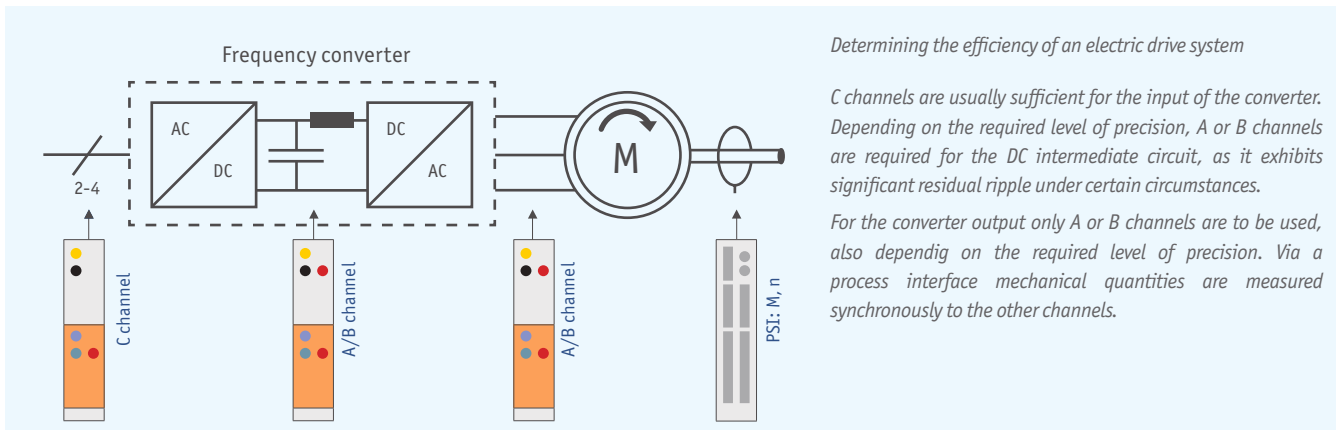 Frequency converter
AC
DC
DC
AC
M
2-4
C channel
A/B channel
A/B channel
PSI: M, n
Determining the efficiency of an electric drive system
C channels are usually sufficient for the input of the converter.
Depending on the required level of precision, A or B channels
are required for the DC intermediate circuit, as it exhibits
significant residual ripple under certain circumstances.
For the converter output only A or B channels are to be used,
also dependig on the required level of precision. Via a
process interface mechanical quantities are measured
synchronously to the other channels.